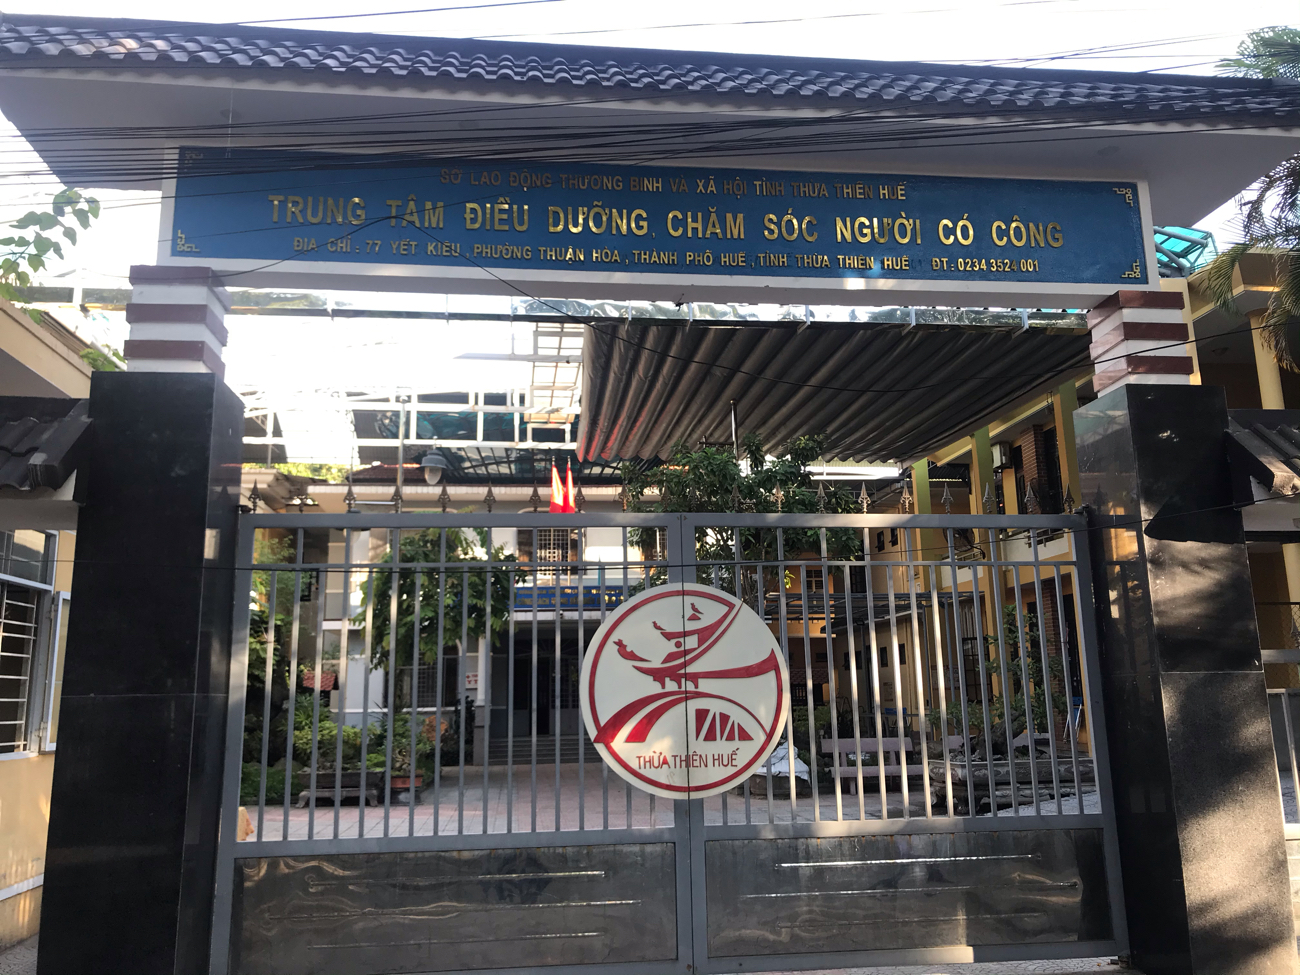 SỞ LAO ĐỘNG THƯƠNG BINH VÀ XÃ HỘI TỈNH THỪA THIÊN HUẾ
TRUNG TÂM ĐIỀU DƯỠNG, CHĂM SÓC NGƯỜI CÓ CÔNG
ĐỊA CHỈ : 77 YẾT KIÊU, PHƯỜNG THUẬN HÒA, THÀNH PHỐ HUẾ, TỈNH THỪA THIÊN HUẾ ĐT : 0234 3524 001
THỪA THIÊN HUẾ